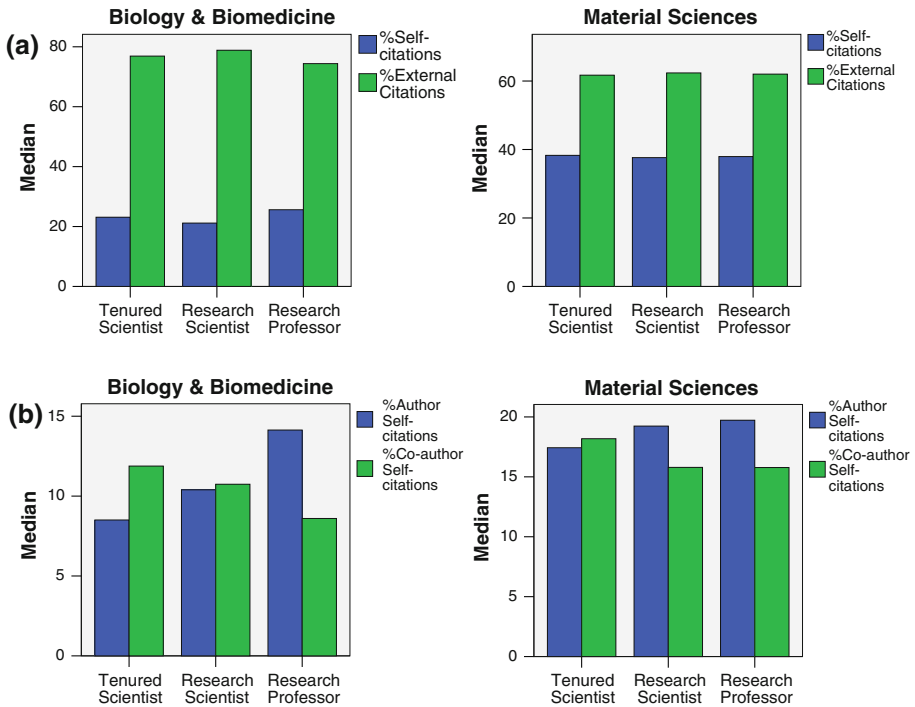 (a)
Biology & Biomedicine
%Self-
citations
%External
Citations
Median
80
60
40
20
0
Tenured
Scientist
Research
Scientist
Research
Professor
Material Sciences
%Self-
citations
%External
Citations
Median
60
40
20
0
Tenured
Scientist
Research
Scientist
Research
Professor
(b)
Biology & Biomedicine
%Author
Self-
citations
%Co-author
Self-
citations
Median
15
10
5
0
Tenured
Scientist
Research
Scientist
Research
Professor
Material Sciences
%Author
Self-
citations
%Co-author
Self-
citations
Median
20
15
10
5
0
Tenured
Scientist
Research
Scientist
Research
Professor